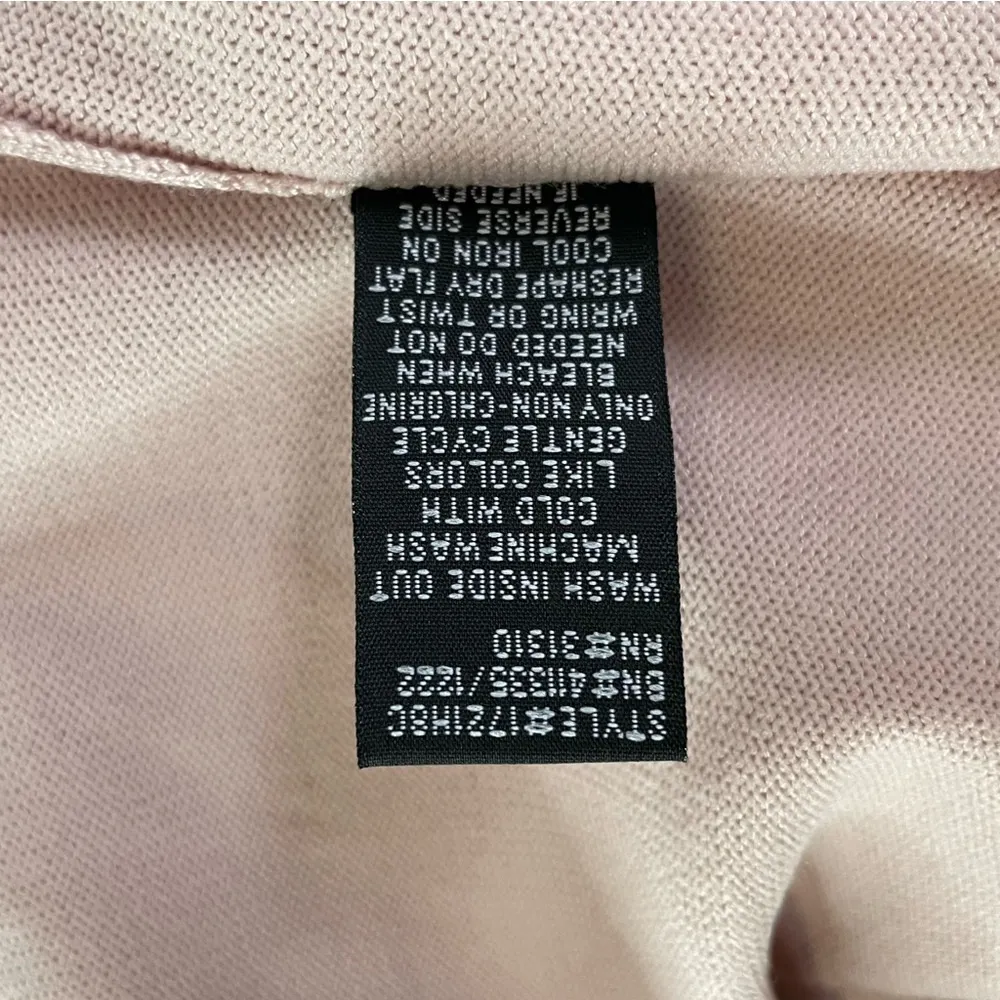 STYLE#1721H8C
BN#411335/1222
RN#31310
WASH INSIDE OUT
MACHINE WASH
COLD WITH
LIKE COLORS
GENTLE CYCLE
ONLY NON-CHLORINE
BLEACH WHEN
NEEDED DO NOT
WRING OR TWIST
RESHAPE DRY FLAT
COOL IRON ON
REVERSE SIDE
IF NEEDED